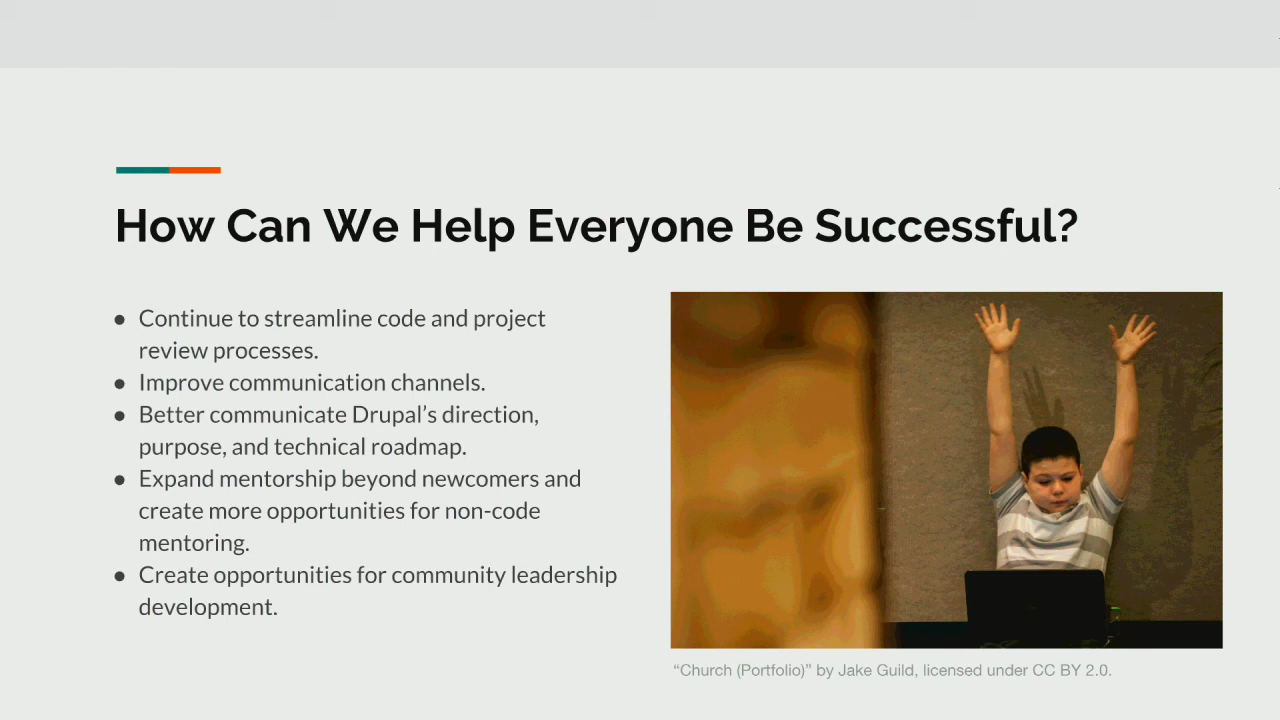 How Can We Help Everyone Be Successful?
● Continue to streamline code and project
review processes.
● Improve communication channels.
● Better communicate Drupal’s direction,
purpose, and technical roadmap.
● Expand mentorship beyond newcomers and
create more opportunities for non-code
mentoring.
● Create opportunities for community leadership
development.
“Church (Portfolio)” by Jake Guild, licensed under CC BY 2.0.